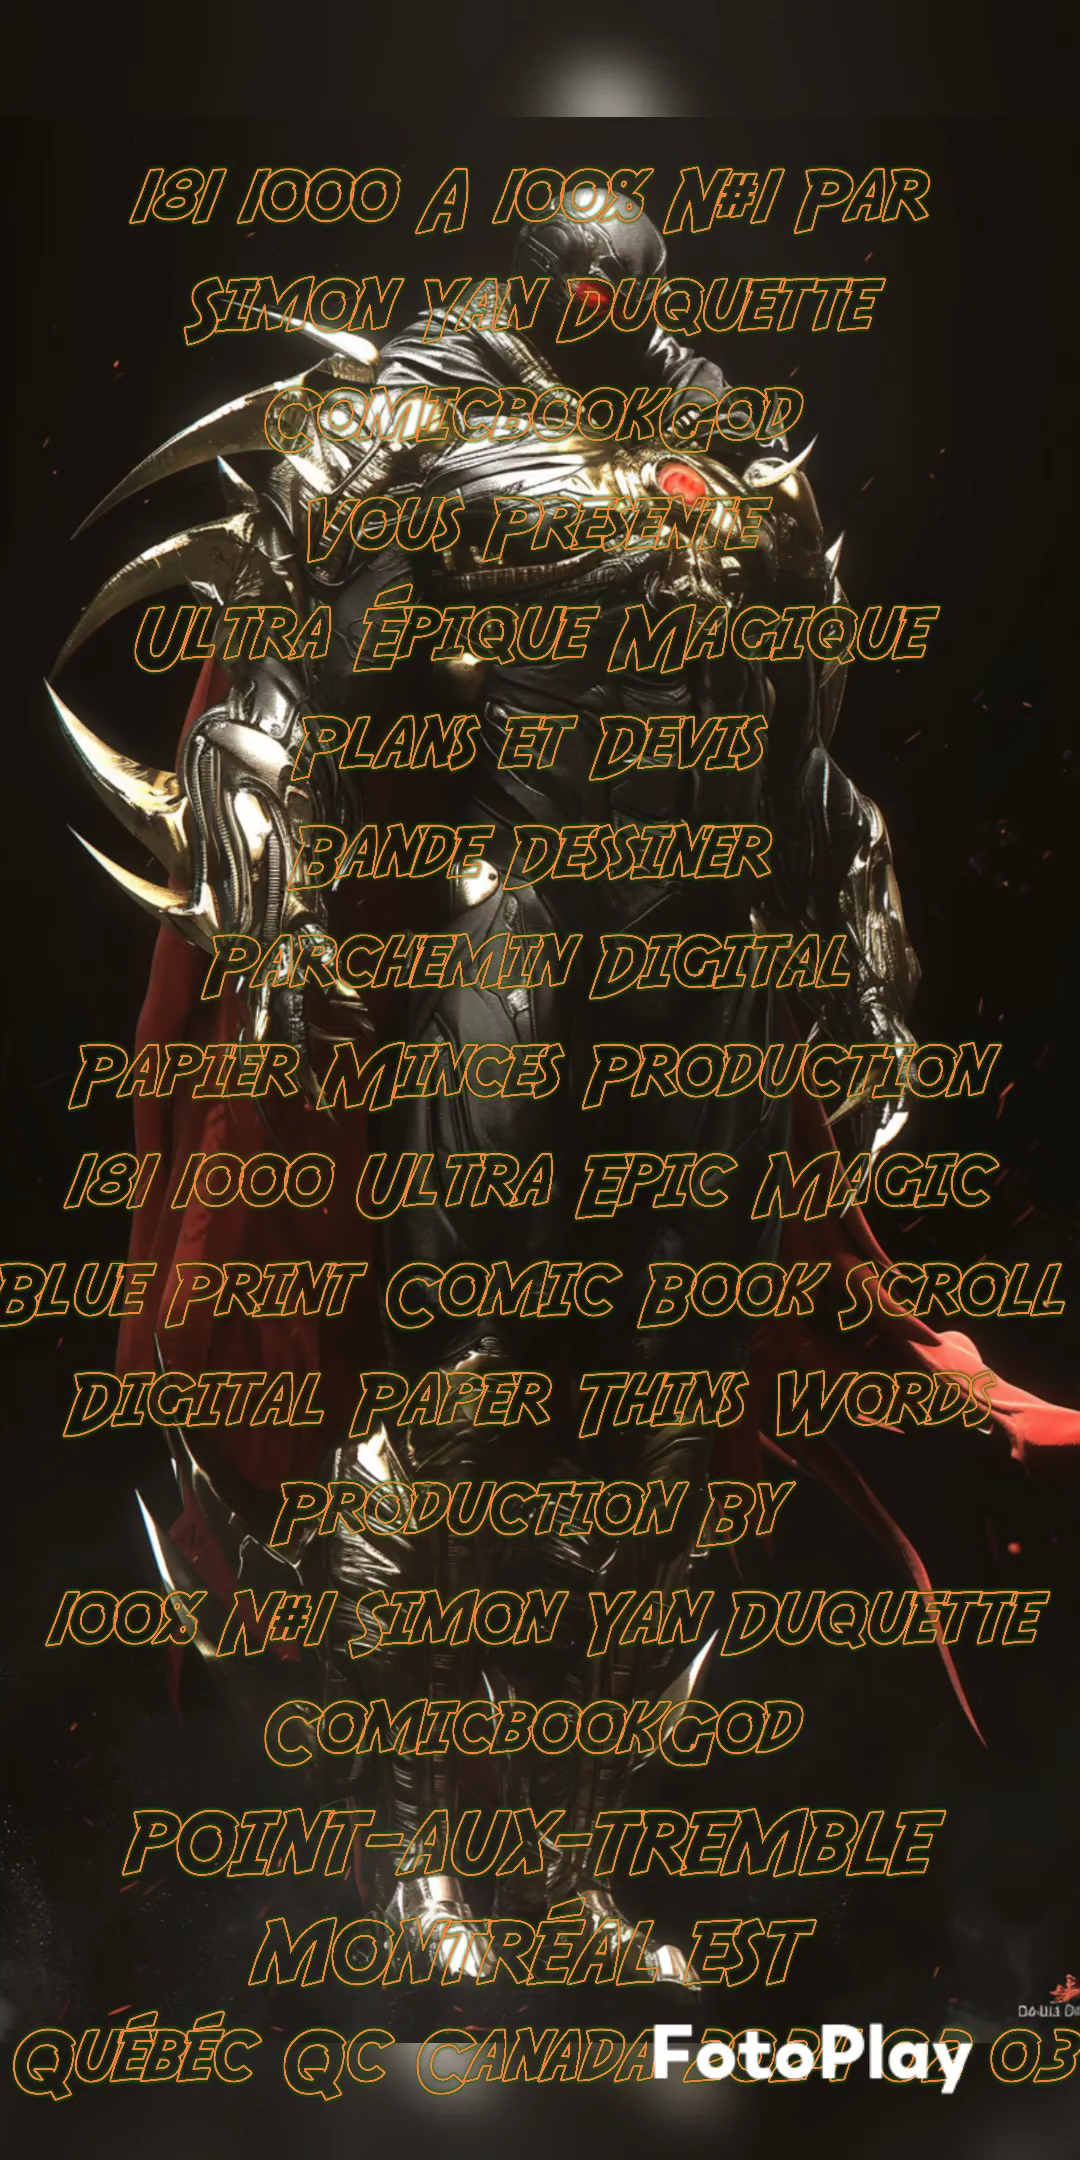 181 1000 A 100% N#1 Par
Simon Yan Duquette
ComicbookGod
Vous Presente
Ultra Épique Magique
Plans et Devis
Bande Dessiner
Parchemin Digital
Papier Minces Production
181 1000 Ultra Epic Magic
Blue Print Comic Book Scroll
Digital Paper Thins Words
Production By
100% N#1 Simon Yan Duquette
ComicbookGod
POINT-AUX-TREMBLE
Montréal Est
Québéc Qc Canada
FotoPlay